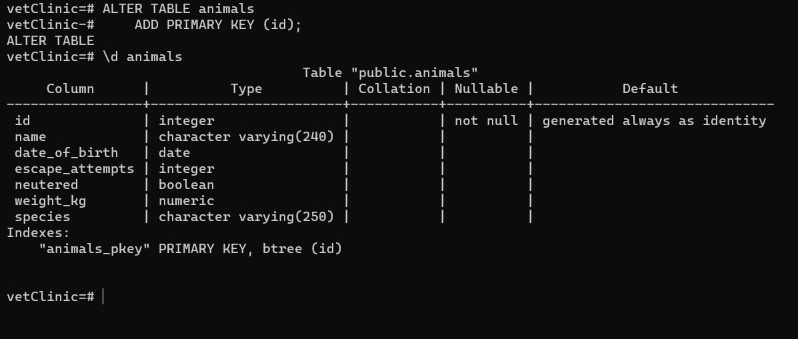 vetClinic=# ALTER TABLE animals
vetClinic-#     ADD PRIMARY KEY (id);
ALTER TABLE
vetClinic=# \d animals
                                     Table "public.animals"
     Column      |          Type          | Collation | Nullable |           Default
-----------------+------------------------+-----------+----------+------------------------------
 id              | integer                |           | not null | generated always as identity
 name            | character varying(240) |           |          |
 date_of_birth   | date                   |           |          |
 escape_attempts | integer                |           |          |
 neutered        | boolean                |           |          |
 weight_kg       | numeric                |           |          |
 species         | character varying(250) |           |          |
Indexes:
    "animals_pkey" PRIMARY KEY, btree (id)
vetClinic=#